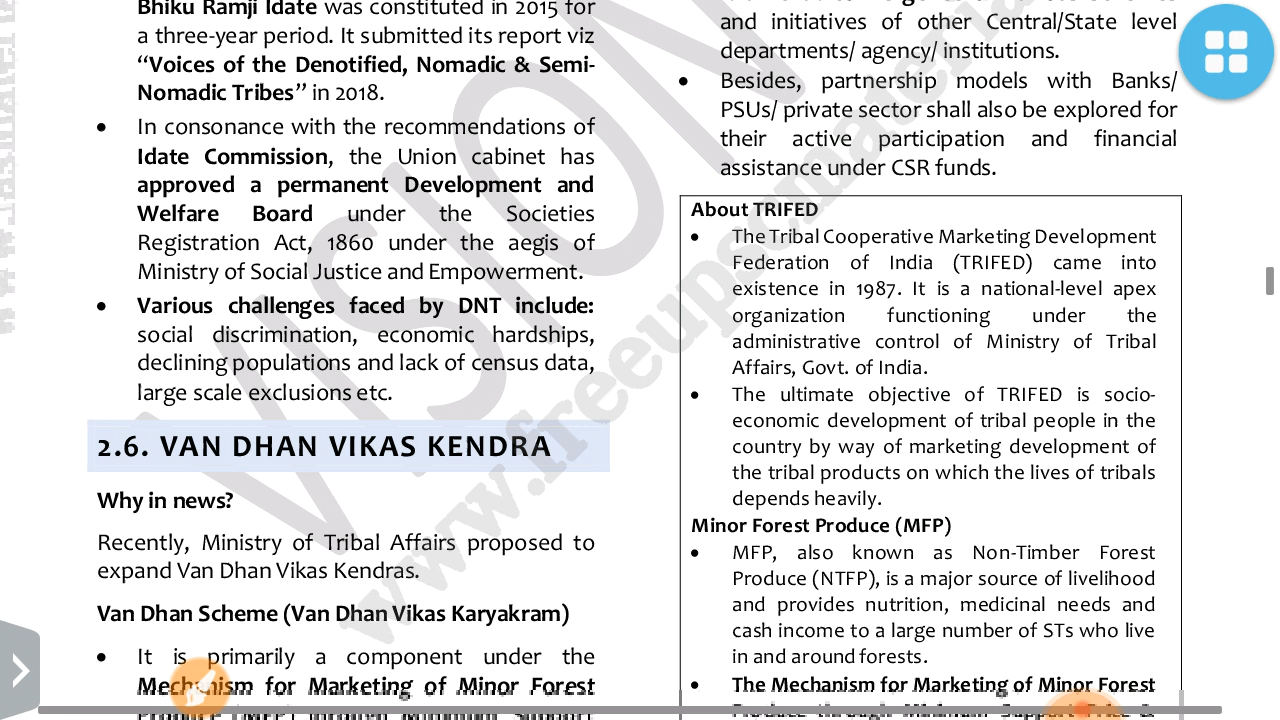 Bhiku Ramji Idate was constituted in 2015 for
a three-year period. It submitted its report viz
“Voices of the Denotified, Nomadic & Semi-
Nomadic Tribes” in 2018.
• In consonance with the recommendations of
Idate Commission, the Union cabinet has
approved a permanent Development and
Welfare Board under the Societies
Registration Act, 1860 under the aegis of
Ministry of Social Justice and Empowerment.
• Various challenges faced by DNT include:
social discrimination, economic hardships,
declining populations and lack of census data,
large scale exclusions etc.
2.6. VAN DHAN VIKAS KENDRA
Why in news?
Recently, Ministry of Tribal Affairs proposed to
expand Van Dhan Vikas Kendras.
Van Dhan Scheme (Van Dhan Vikas Karyakram)
• It is primarily a component under the
Mechanism for Marketing of Minor Forest
and initiatives of other Central/State level
departments/ agency/ institutions.
• Besides, partnership models with Banks/
PSUs/ private sector shall also be explored for
their active participation and financial
assistance under CSR funds.
About TRIFED
• The Tribal Cooperative Marketing Development
Federation of India (TRIFED) came into
existence in 1987. It is a national-level apex
organization functioning under the
administrative control of Ministry of Tribal
Affairs, Govt. of India.
• The ultimate objective of TRIFED is socio-
economic development of tribal people in the
country by way of marketing development of
the tribal products on which the lives of tribals
depends heavily.
Minor Forest Produce (MFP)
• MFP, also known as Non-Timber Forest
Produce (NTFP), is a major source of livelihood
and provides nutrition, medicinal needs and
cash income to a large number of STs who live
in and around forests.
• The Mechanism for Marketing of Minor Forest
VISION